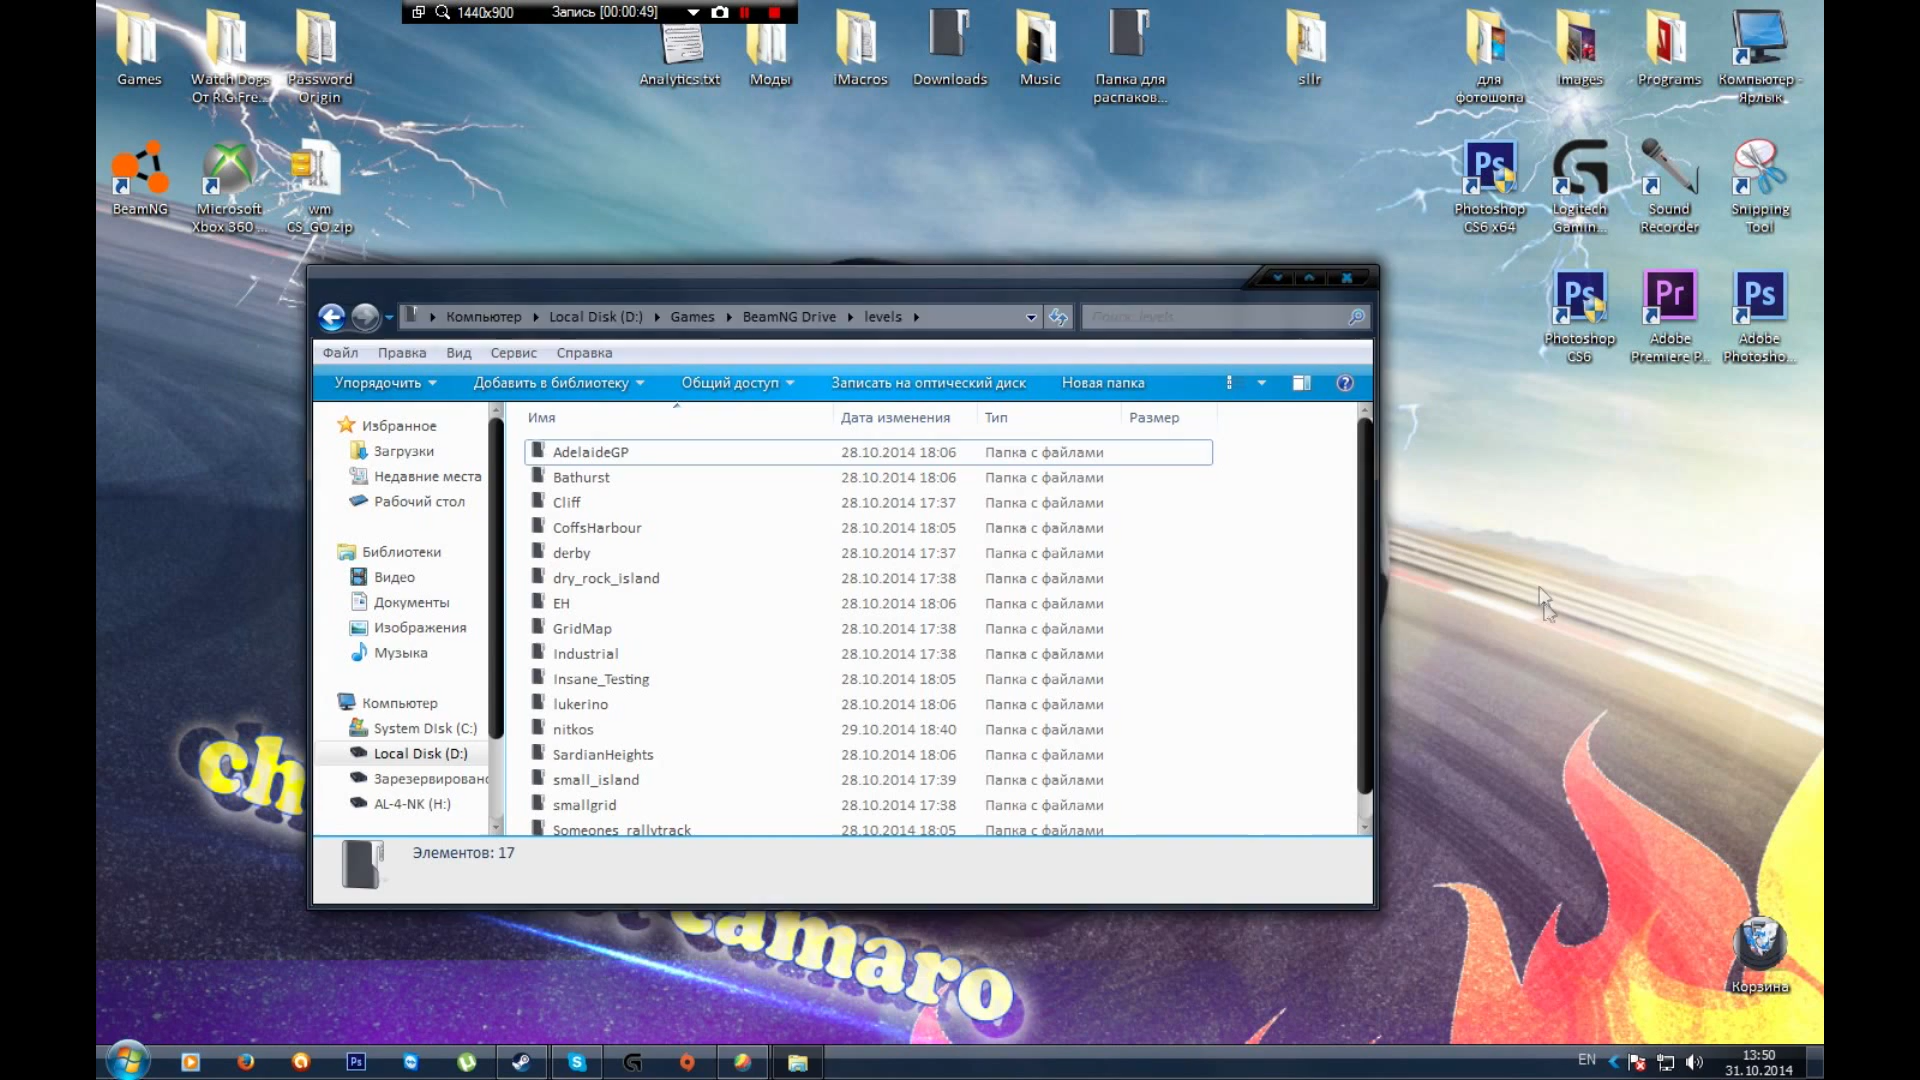 1440x900 Запись [00:00:49]
Games
Watch Dogs
От R.G.Fre...
Password
Origin
Analytics.txt
Моды
iMacros
Downloads
Music
Папка для
распаков...
sllr
для
фотошопа
Images
Programs
Компьютер -
Ярлык
BeamNG
Microsoft
Xbox 360 ...
wm
CS_GO.zip
Ps
Photoshop
CS6 x64
Logitech
Gamin...
Sound
Recorder
Snipping
Tool
Ps
Photoshop
CS6
Pr
Adobe
Premiere P...
Ps
Adobe
Photosho...
Компьютер Local Disk (D:) Games BeamNG Drive levels
Поиск: levels
Файл Правка Вид Сервис Справка
Упорядочить Добавить в библиотеку Общий доступ Записать на оптический диск Новая папка
Избранное
Загрузки
Недавние места
Рабочий стол
Библиотеки
Видео
Документы
Изображения
Музыка
Компьютер
System DIsk (C:)
Local Disk (D:)
Зарезервировано
AL-4-NK (H:)
Имя Дата изменения Тип Размер
AdelaideGP 28.10.2014 18:06 Папка с файлами
Bathurst 28.10.2014 18:06 Папка с файлами
Cliff 28.10.2014 17:37 Папка с файлами
CoffsHarbour 28.10.2014 18:05 Папка с файлами
derby 28.10.2014 17:37 Папка с файлами
dry_rock_island 28.10.2014 17:38 Папка с файлами
EH 28.10.2014 18:06 Папка с файлами
GridMap 28.10.2014 17:38 Папка с файлами
Industrial 28.10.2014 17:38 Папка с файлами
Insane_Testing 28.10.2014 18:05 Папка с файлами
lukerino 28.10.2014 18:06 Папка с файлами
nitkos 29.10.2014 18:40 Папка с файлами
SardianHeights 28.10.2014 18:06 Папка с файлами
small_island 28.10.2014 17:39 Папка с файлами
smallgrid 28.10.2014 17:38 Папка с файлами
Someones_rallytrack 28.10.2014 18:05 Папка с файлами
Элементов: 17
ch
camaro
Корзина
Ps
EN
13:50
31.10.2014